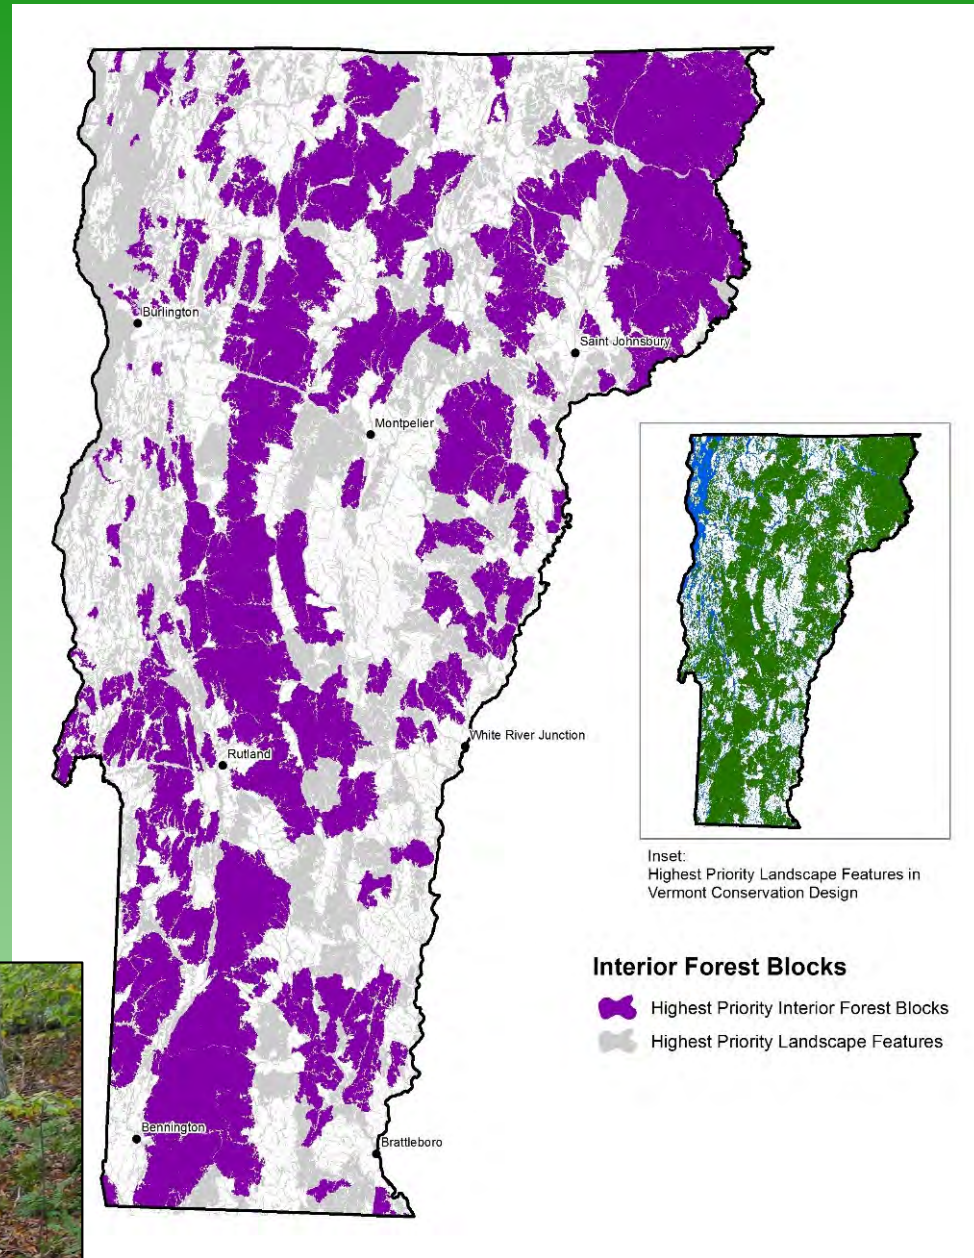 Burlington
Saint Johnsbury
Montpelier
White River Junction
Rutland
Bennington
Brattleboro
Inset:
Highest Priority Landscape Features in
Vermont Conservation Design
Interior Forest Blocks
Highest Priority Interior Forest Blocks
Highest Priority Landscape Features